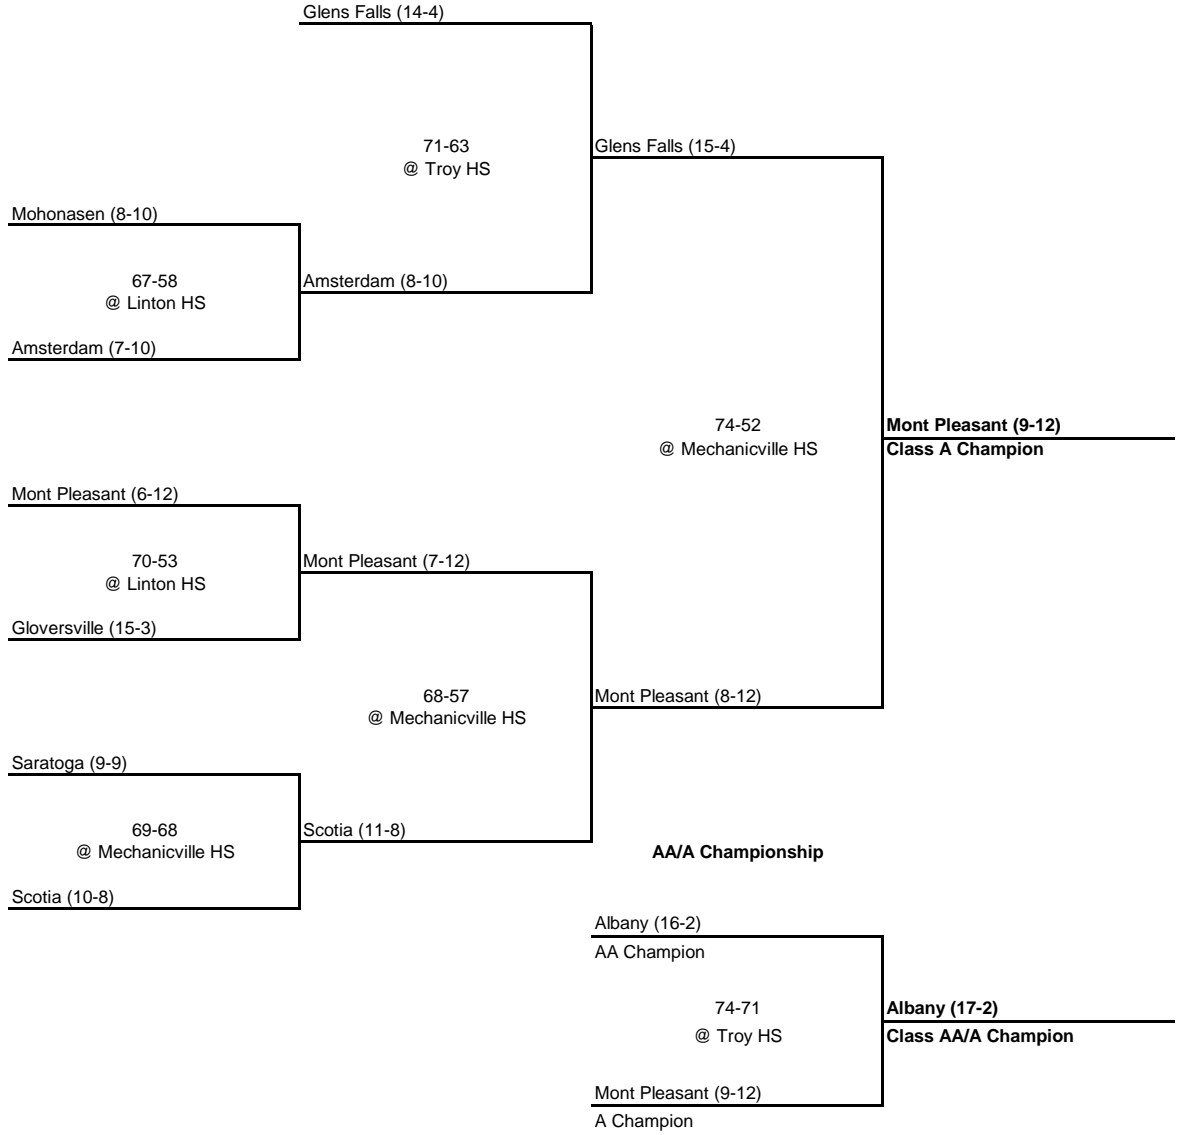 Glens Falls (14-4)
71-63
@ Troy HS
Glens Falls (15-4)
Mohonasen (8-10)
67-58
@ Linton HS
Amsterdam (8-10)
Amsterdam (7-10)
74-52
@ Mechanicville HS
Mont Pleasant (9-12)
Class A Champion
Mont Pleasant (6-12)
70-53
@ Linton HS
Mont Pleasant (7-12)
Gloversville (15-3)
68-57
@ Mechanicville HS
Mont Pleasant (8-12)
Saratoga (9-9)
69-68
@ Mechanicville HS
Scotia (11-8)
Scotia (10-8)
AA/A Championship
Albany (16-2)
AA Champion
74-71
@ Troy HS
Albany (17-2)
Class AA/A Champion
Mont Pleasant (9-12)
A Champion